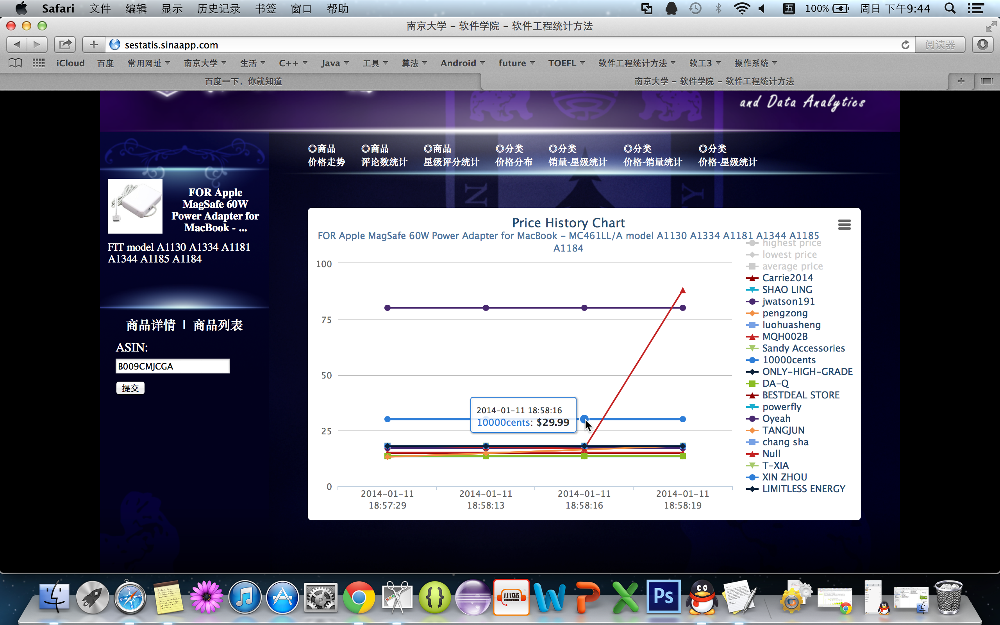 Safari 文件 编辑 显示 历史记录 书签 窗口 帮助 五 100% 周日 下午9:44
南京大学 - 软件学院 - 软件工程统计方法
sestatis.sinaapp.com 阅读器
iCloud 百度 常用网址 南京大学 生活 C++ Java 工具 算法 Android future TOEFL 软件工程统计方法 软工3 操作系统
百度一下，你就知道 南京大学 - 软件学院 - 软件工程统计方法
and Data Analytics
◎商品 ◎商品 ◎商品 ◎分类 ◎分类 ◎分类 ◎分类
价格走势 评论数统计 星级评分统计 价格分布 销量-星级统计 价格-销量统计 价格-星级统计
N Y
FOR Apple
MagSafe 60W
Power Adapter for
MacBook - ...
FIT model A1130 A1334 A1181
A1344 A1185 A1184
商品详情 | 商品列表
ASIN:
B009CMJCGA
提交
Price History Chart
FOR Apple MagSafe 60W Power Adapter for MacBook - MC461LL/A model A1130 A1334 A1181 A1344 A1185
A1184
100
75
50
25
0
2014-01-11 18:58:16
10000cents: $29.99
2014-01-11 2014-01-11 2014-01-11 2014-01-11
18:57:29 18:58:13 18:58:16 18:58:19
highest price
lowest price
average price
Carrie2014
SHAO LING
jwatson191
pengzong
luohuasheng
MQH002B
Sandy Accessories
10000cents
ONLY-HIGH-GRADE
DA-Q
BESTDEAL STORE
powerfly
Oyeah
TANGJUN
chang sha
Null
T-XIA
XIN ZHOU
LIMITLESS ENERGY
小站
XIAOZHAN
Ps